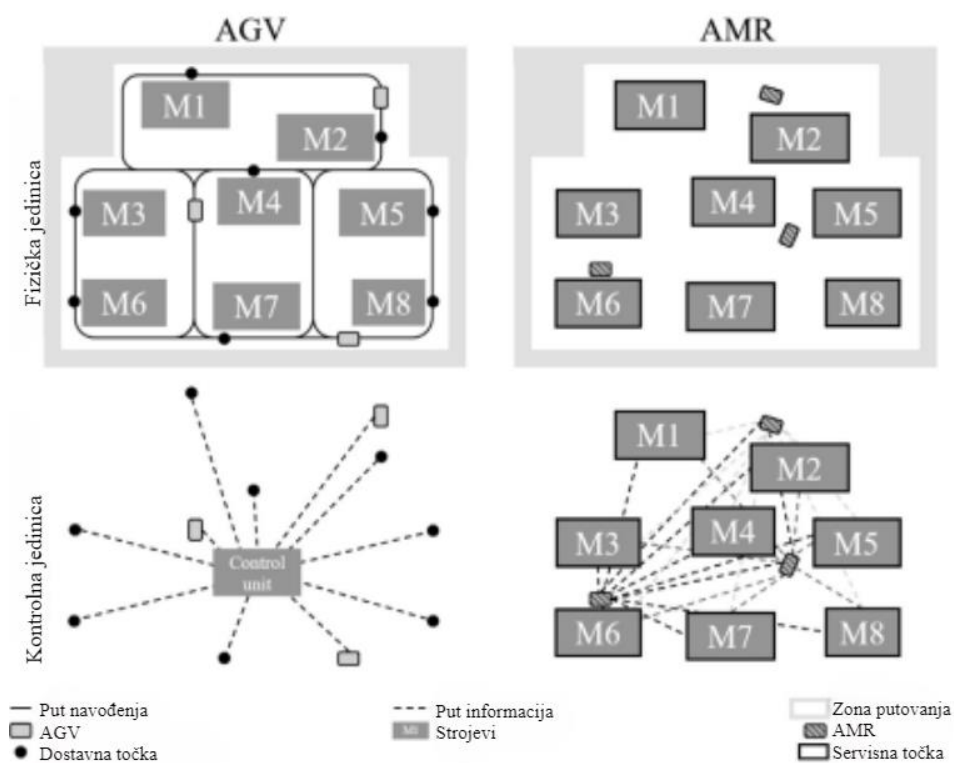 AGV
AMR
Fizička jedinica
M1
M2
M3
M4
M5
M6
M7
M8
M1
M2
M3
M4
M5
M6
M7
M8
Kontrolna jedinica
Control
unit
M1
M2
M3
M4
M5
M6
M7
M8
Put navođenja
AGV
Dostavna točka
Put informacija
M1 Strojevi
Zona putovanja
AMR
Servisna točka